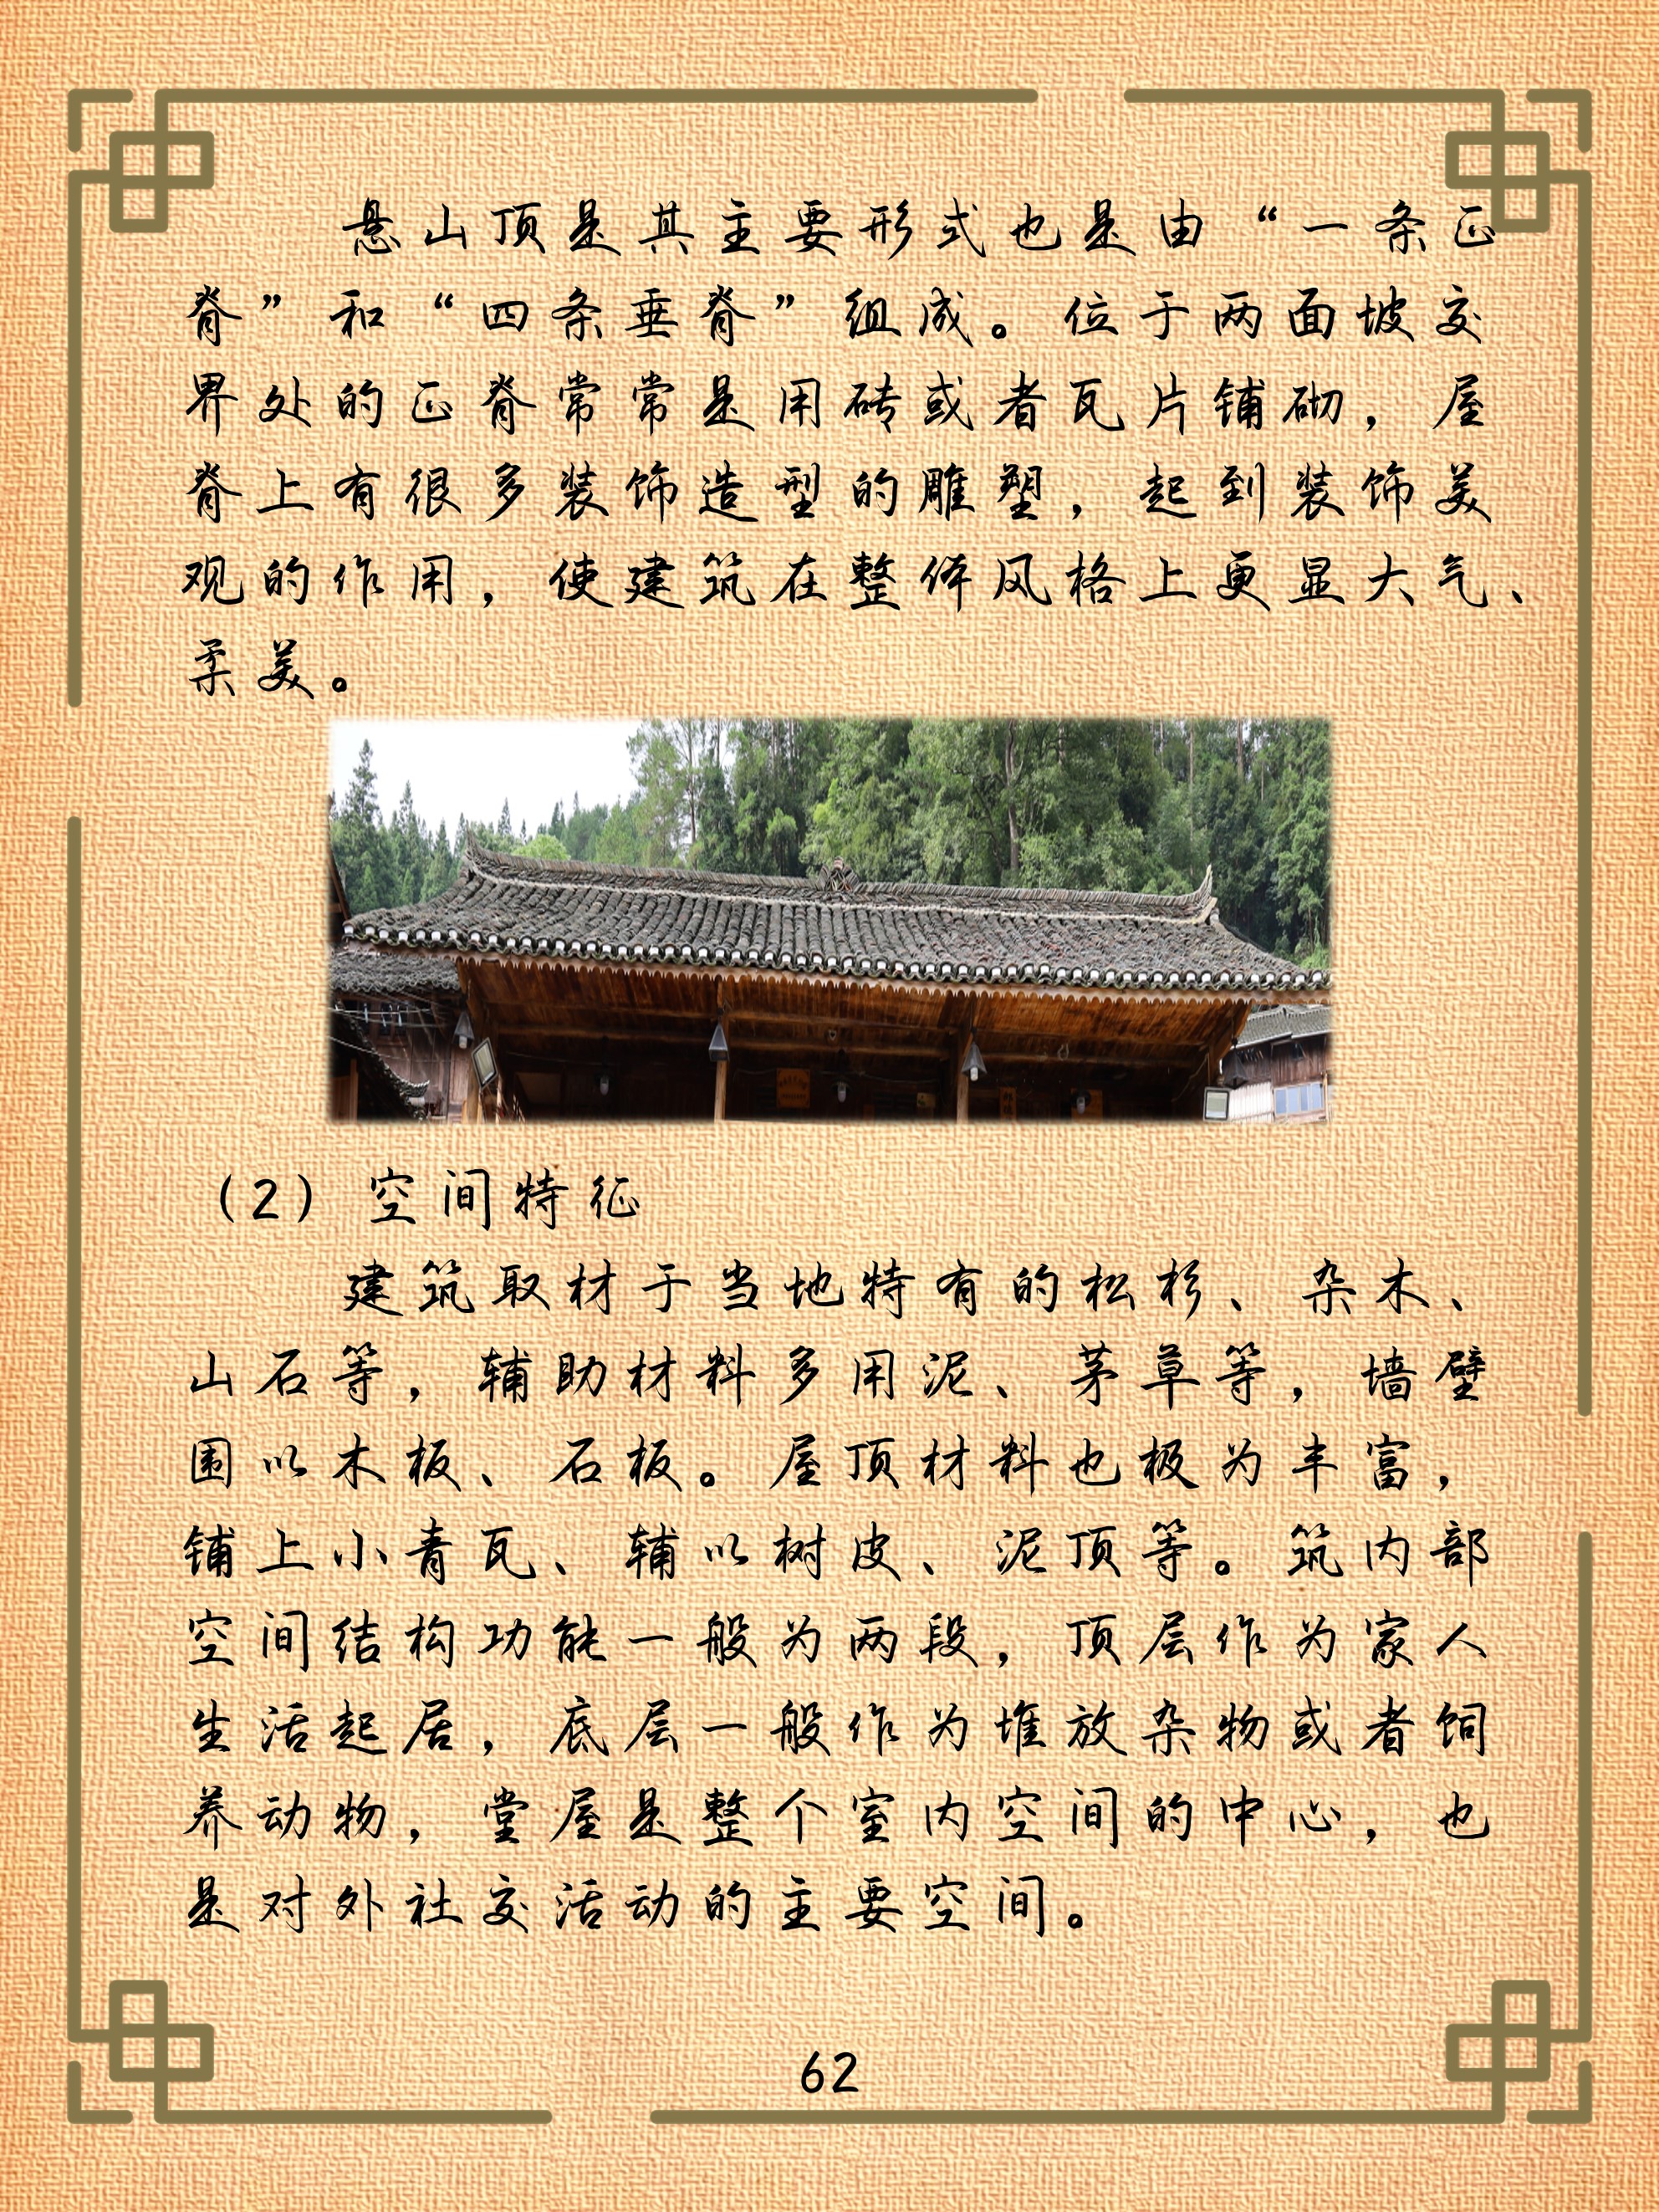 悬山顶是其主要形式也是由“一条正
脊”和“四条垂脊”组成。位于两面坡交
界处的正脊常常是用砖或者瓦片铺砌，屋
脊上有很多装饰造型的雕塑，起到装饰美
观的作用，使建筑在整体风格上更显大气、
柔美。
（2）空间特征
建筑取材于当地特有的松杉、杂木、
山石等，辅助材料多用泥、茅草等，墙壁
围以木板、石板。屋顶材料也极为丰富，
铺上小青瓦、辅以树皮、泥顶等。筑内部
空间结构功能一般为两段，顶层作为家人
生活起居，底层一般作为堆放杂物或者饲
养动物，堂屋是整个室内空间的中心，也
是对外社交活动的主要空间。
62